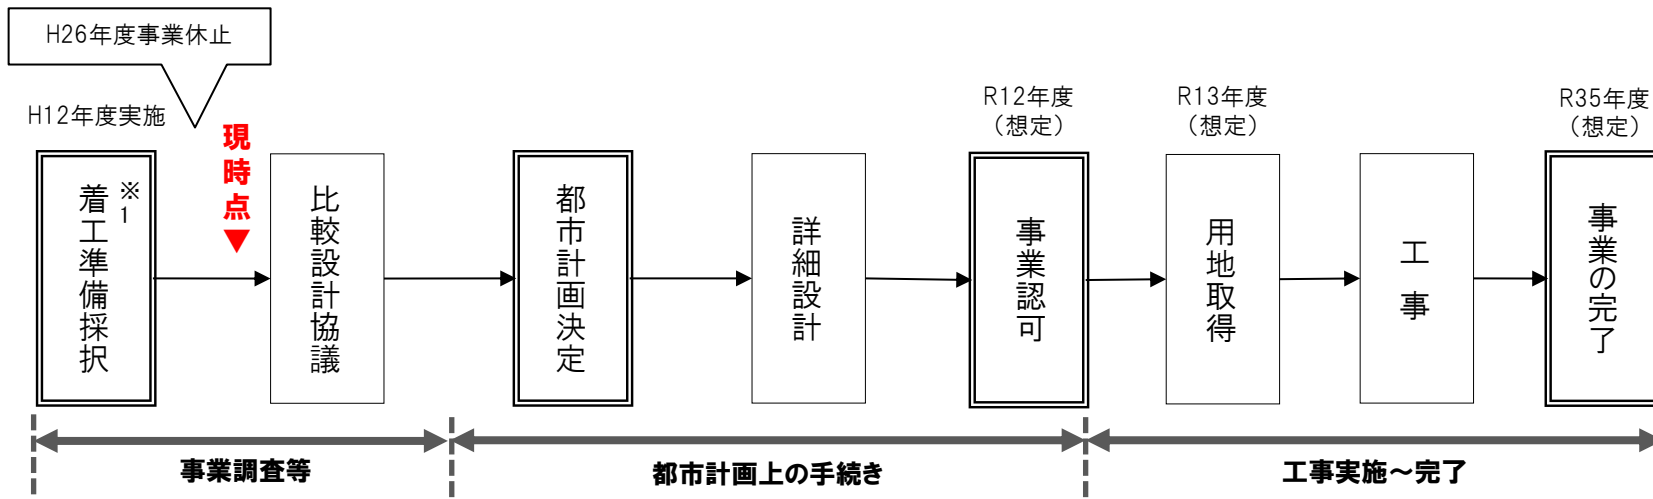 H26年度事業休止
H12年度実施
現時点▼
R12年度
（想定）
R13年度
（想定）
R35年度
（想定）
着工準備採択
※1
比較設計協議
都市計画決定
詳細設計
事業認可
用地取得
工事
事業の完了
事業調査等
都市計画上の手続き
工事実施～完了